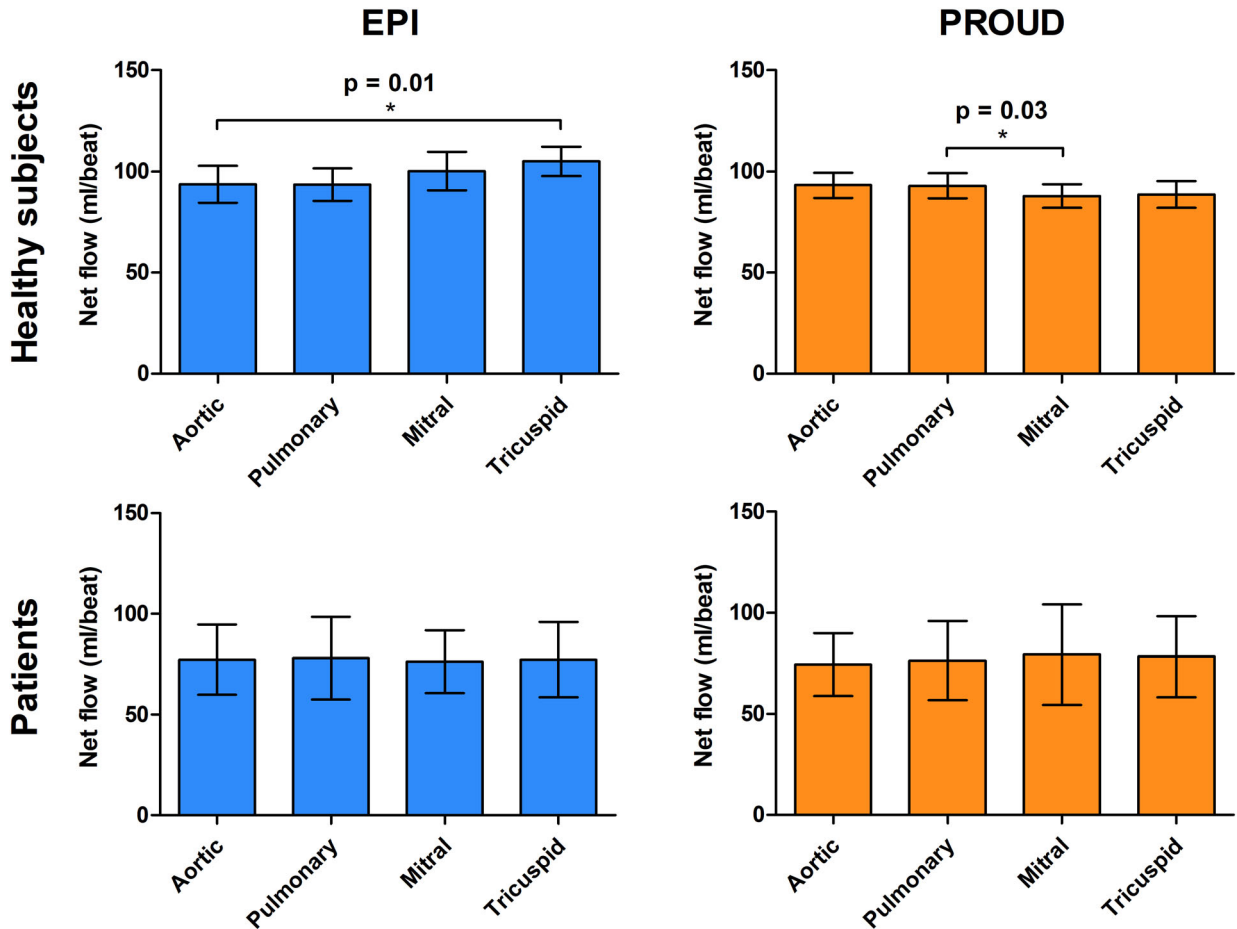 EPI
PROUD
Healthy subjects
Net flow (ml/beat)
150
100
50
0
p = 0.01
*
Aortic
Pulmonary
Mitral
Tricuspid
Net flow (ml/beat)
150
100
50
0
p = 0.03
*
Aortic
Pulmonary
Mitral
Tricuspid
Patients
Net flow (ml/beat)
150
100
50
0
Aortic
Pulmonary
Mitral
Tricuspid
Net flow (ml/beat)
150
100
50
0
Aortic
Pulmonary
Mitral
Tricuspid